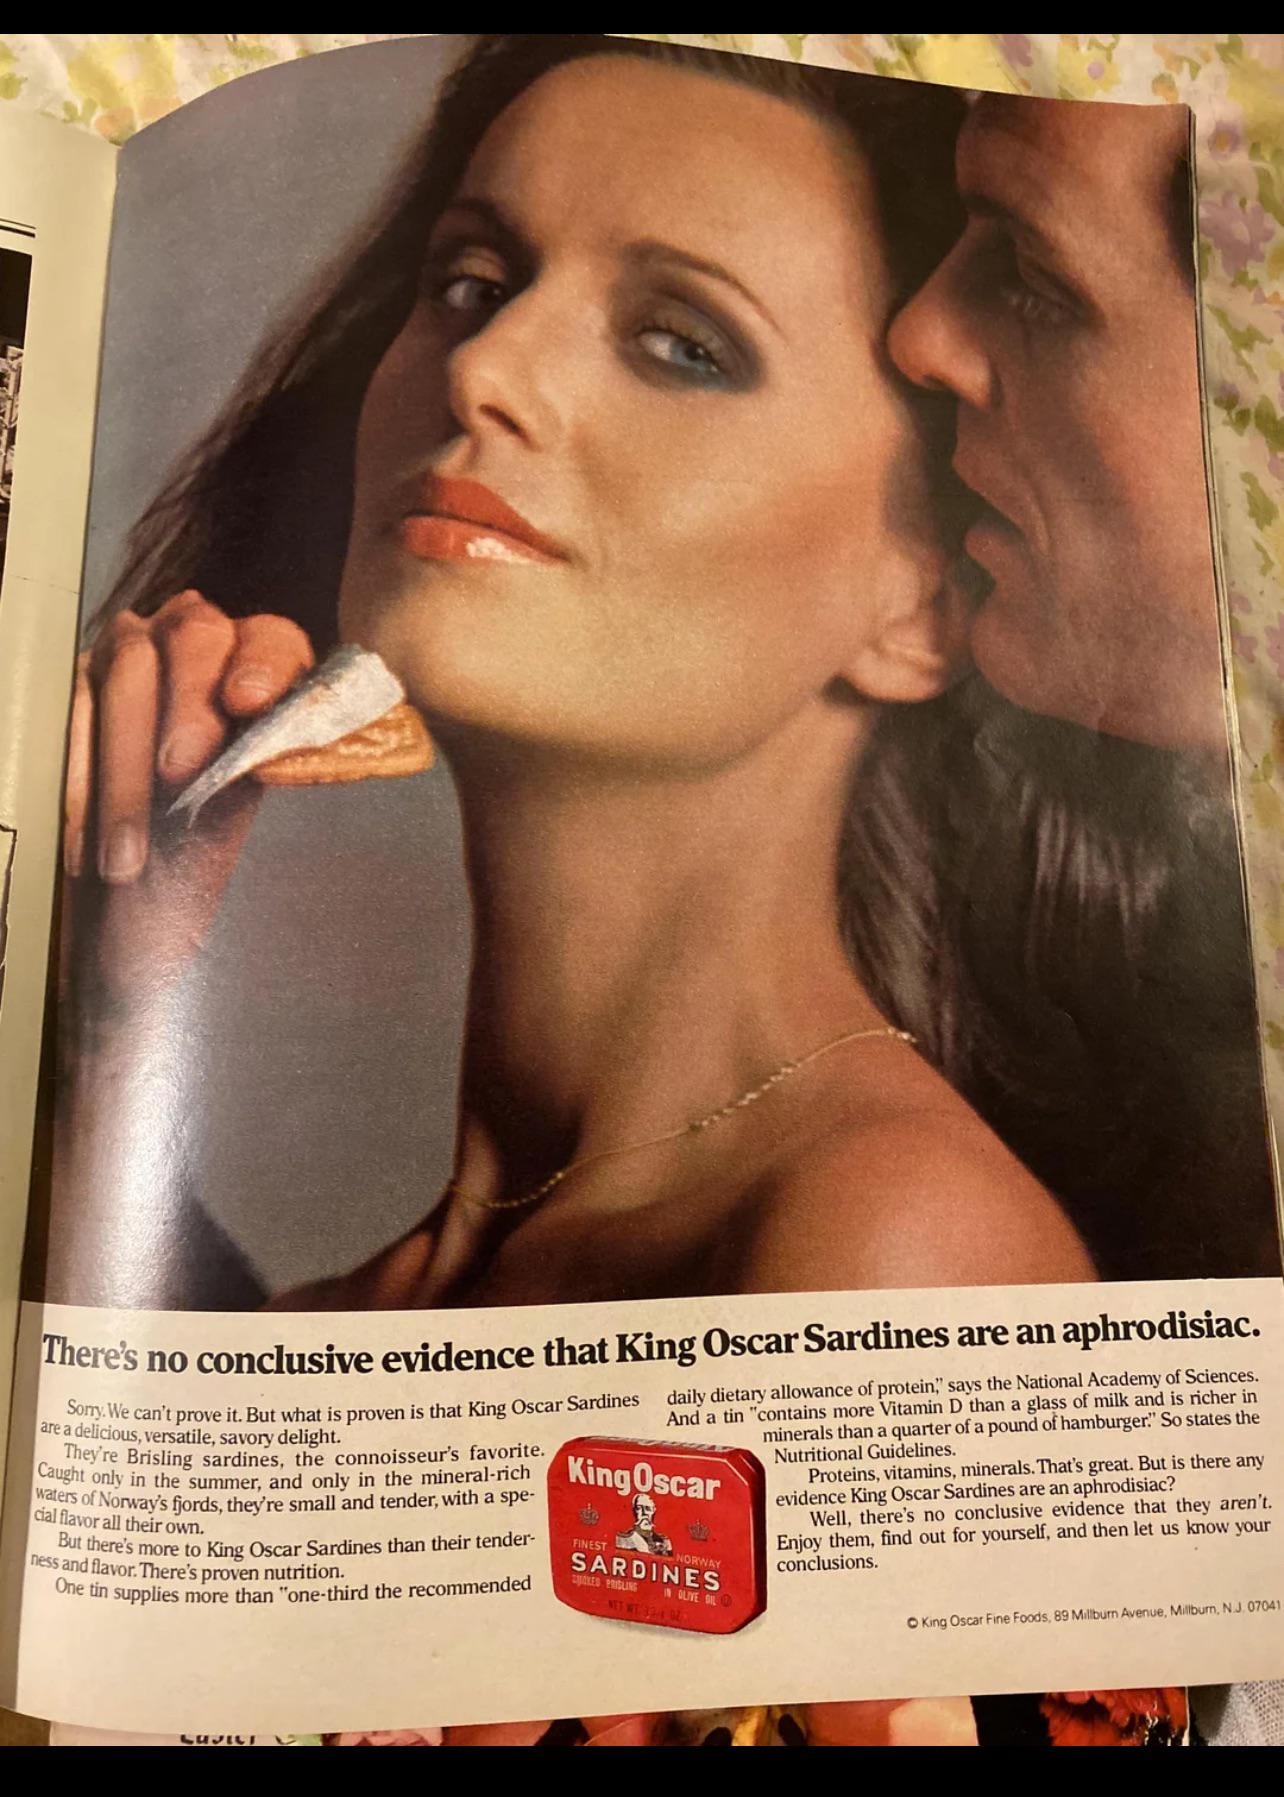 There's no conclusive evidence that King Oscar Sardines are an aphrodisiac.
Sorry. We can't prove it. But what is proven is that King Oscar Sardines
are a delicious, versatile, savory delight.
They're Brisling sardines, the connoisseur's favorite.
Caught only in the summer, and only in the mineral-rich
waters of Norway's fjords, they're small and tender, with a spe-
cial flavor all their own.
But there's more to King Oscar Sardines than their tender-
ness and flavor. There's proven nutrition.
One tin supplies more than "one-third the recommended
daily dietary allowance of protein," says the National Academy of Sciences.
And a tin "contains more Vitamin D than a glass of milk and is richer in
minerals than a quarter of a pound of hamburger." So states the
Nutritional Guidelines.
Proteins, vitamins, minerals. That's great. But is there any
evidence King Oscar Sardines are an aphrodisiac?
Well, there's no conclusive evidence that they aren't.
Enjoy them, find out for yourself, and then let us know your
conclusions.
King Oscar
FINEST NORWAY
SARDINES
SMOKED BRISLING IN OLIVE OIL
NET WT. 3 3/4 OZ
© King Oscar Fine Foods, 89 Millburn Avenue, Millburn, N.J. 07041